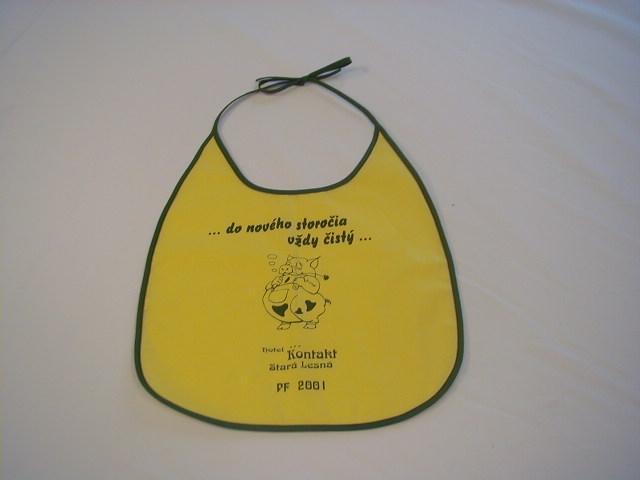 ... do nového storočia
vždy čistý ...
Hotel Kontakt
Stará Lesná
PF 2001